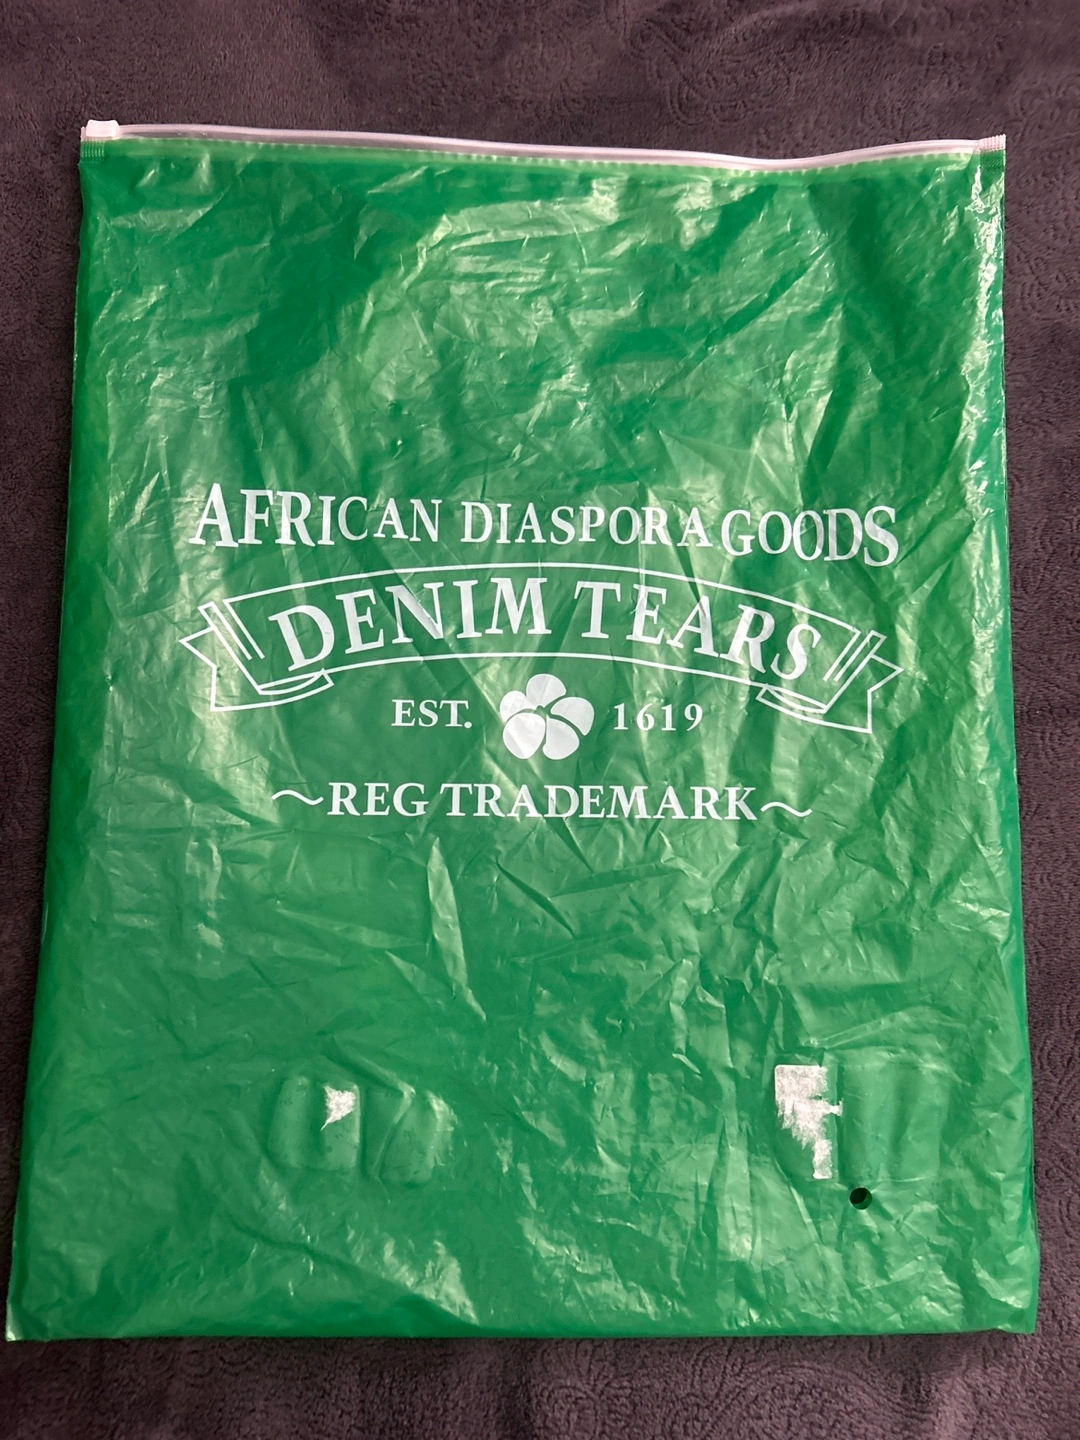 AFRICAN DIASPORA GOODS
DENIM TEARS
EST. 1619
~REG TRADEMARK~